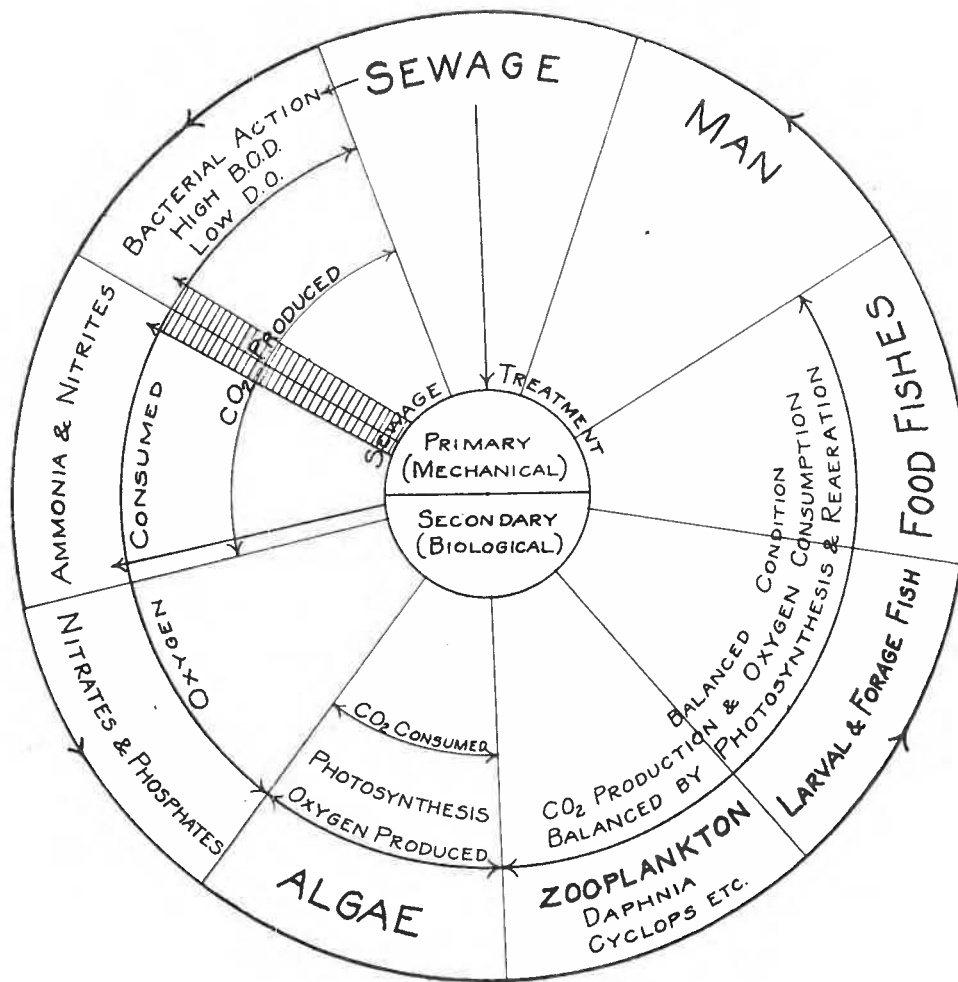 SEWAGE
MAN
BACTERIAL ACTION
HIGH B.O.D.
LOW D.O.
CO2 PRODUCED
AMMONIA & NITRITES
CONSUMED
OXYGEN
SEWAGE TREATMENT
PRIMARY
(MECHANICAL)
SECONDARY
(BIOLOGICAL)
FOOD FISHES
BALANCED CONDITION
CO2 PRODUCTION & OXYGEN CONSUMPTION
BALANCED BY PHOTOSYNTHESIS & REAERATION
LARVAL & FORAGE FISH
NITRATES & PHOSPHATES
CO2 CONSUMED
PHOTOSYNTHESIS
OXYGEN PRODUCED
ALGAE
ZOOPLANKTON
DAPHNIA
CYCLOPS ETC.